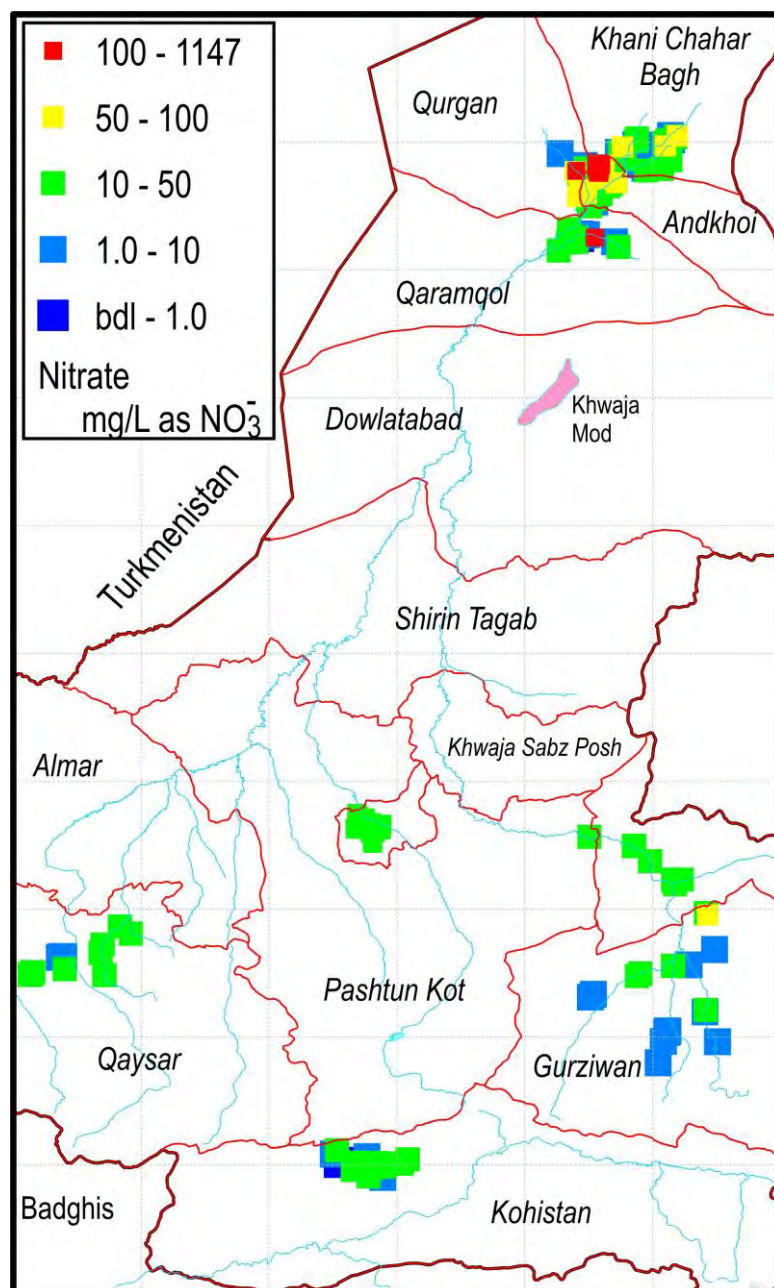 100 - 1147
50 - 100
10 - 50
1.0 - 10
bdl - 1.0
Nitrate
mg/L as NO₃⁻
Khani Chahar
Bagh
Qurgan
Andkhoi
Qaramqol
Dowlatabad
Khwaja
Mod
Turkmenistan
Shirin Tagab
Khwaja Sabz Posh
Almar
Pashtun Kot
Qaysar
Gurziwan
Badghis
Kohistan